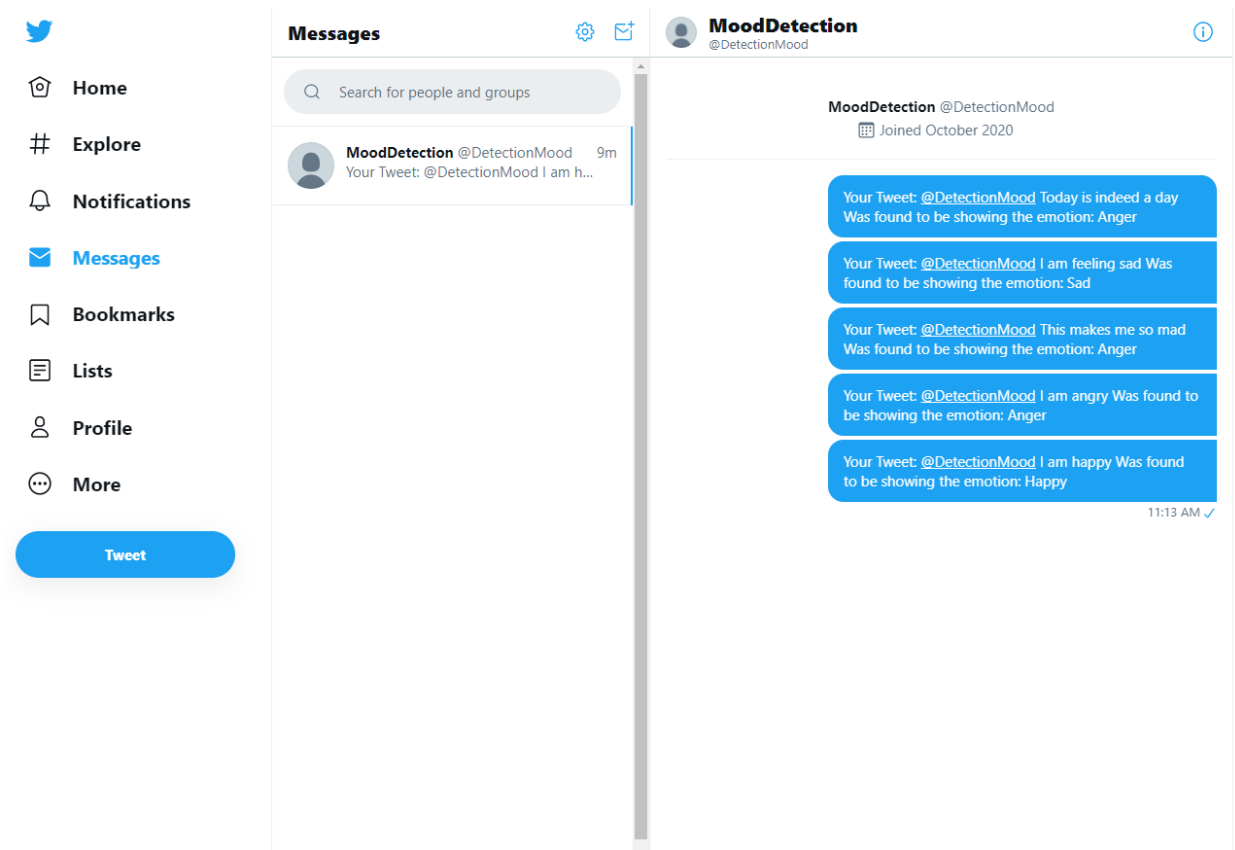 Home
Explore
Notifications
Messages
Bookmarks
Lists
Profile
More
Tweet
Messages
Search for people and groups
MoodDetection @DetectionMood 9m
Your Tweet: @DetectionMood I am h...
MoodDetection
@DetectionMood
MoodDetection @DetectionMood
Joined October 2020
Your Tweet: @DetectionMood Today is indeed a day
Was found to be showing the emotion: Anger
Your Tweet: @DetectionMood I am feeling sad Was
found to be showing the emotion: Sad
Your Tweet: @DetectionMood This makes me so mad
Was found to be showing the emotion: Anger
Your Tweet: @DetectionMood I am angry Was found to
be showing the emotion: Anger
Your Tweet: @DetectionMood I am happy Was found
to be showing the emotion: Happy
11:13 AM